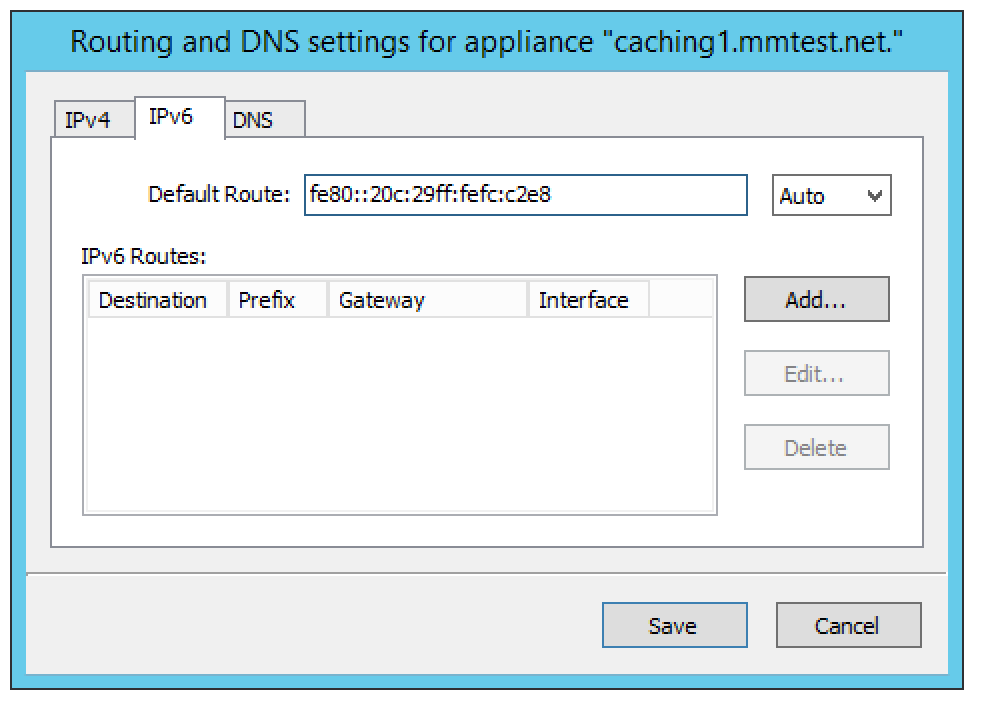 Routing and DNS settings for appliance "caching1.mmtest.net."
IPv4 IPv6 DNS
Default Route: fe80::20c:29ff:fefc:c2e8 Auto
IPv6 Routes:
Destination Prefix Gateway Interface
Add...
Edit...
Delete
Save Cancel